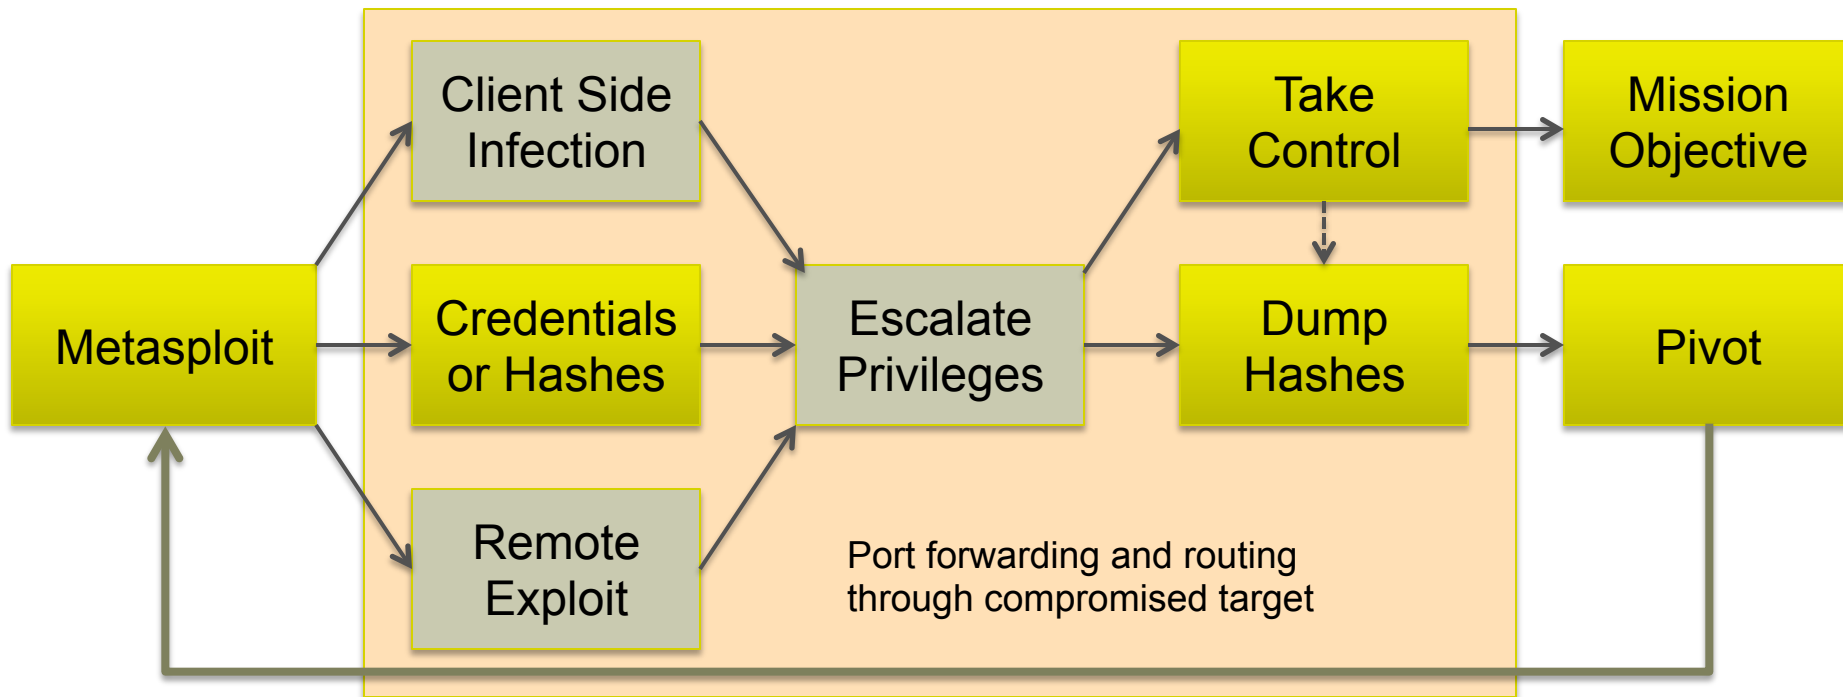 Client Side
Infection
Take
Control
Mission
Objective
Metasploit
Credentials
or Hashes
Escalate
Privileges
Dump
Hashes
Pivot
Remote
Exploit
Port forwarding and routing
through compromised target